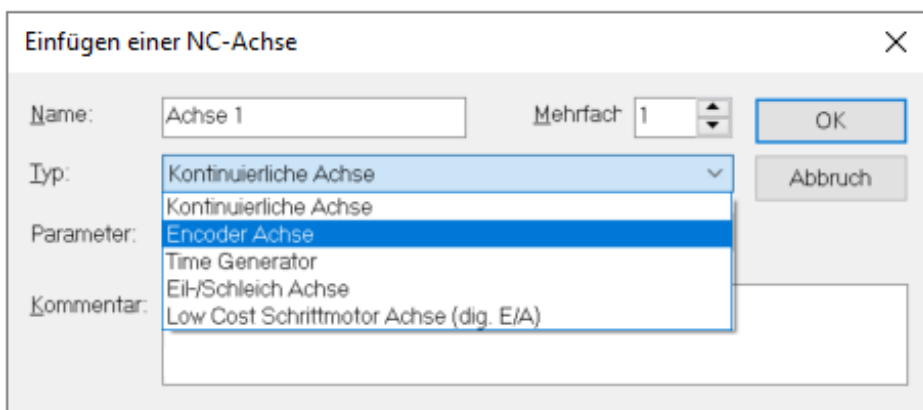 Einfügen einer NC-Achse
Name: Achse 1 Mehrfach 1 OK
Typ: Kontinuierliche Achse Abbruch
Kontinuierliche Achse
Parameter: Encoder Achse
Time Generator
Eil-/Schleich Achse
Kommentar: Low Cost Schrittmotor Achse (dig. E/A)